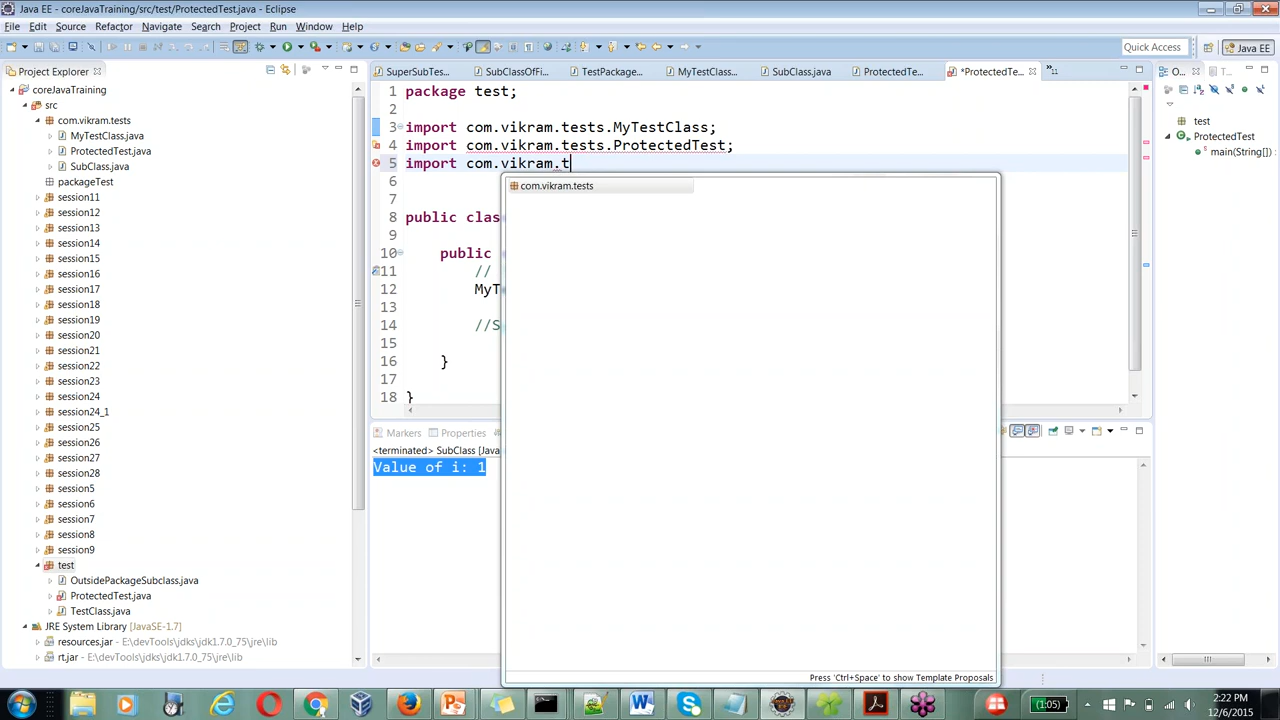 Java EE - coreJavaTraining/src/test/ProtectedTest.java - Eclipse
File Edit Source Refactor Navigate Search Project Run Window Help
Quick Access Java EE
Project Explorer
SuperSubTes... SubClassOfFi... TestPackage... MyTestClass... SubClass.java ProtectedTe... *ProtectedTe... »11 O... T...
coreJavaTraining
src
com.vikram.tests
MyTestClass.java
ProtectedTest.java
SubClass.java
packageTest
session11
session12
session13
session14
session15
session16
session17
session18
session19
session20
session21
session22
session23
session24
session24_1
session25
session26
session27
session28
session5
session6
session7
session8
session9
test
OutsidePackageSubclass.java
ProtectedTest.java
TestClass.java
JRE System Library [JavaSE-1.7]
resources.jar - E:\devTools\jdks\jdk1.7.0_75\jre\lib
rt.jar - E:\devTools\jdks\jdk1.7.0_75\jre\lib
1 package test;
2
3 import com.vikram.tests.MyTestClass;
4 import com.vikram.tests.ProtectedTest;
5 import com.vikram.t
6
7
8 public clas
9
10 public
11 //
12 MyT
13
14 //S
15
16 }
17
18 }
com.vikram.tests
Press 'Ctrl+Space' to show Template Proposals
test
ProtectedTest
main(String[])
Markers Properties
<terminated> SubClass [Java
Value of i: 1
(1:05)
2:22 PM
12/6/2015